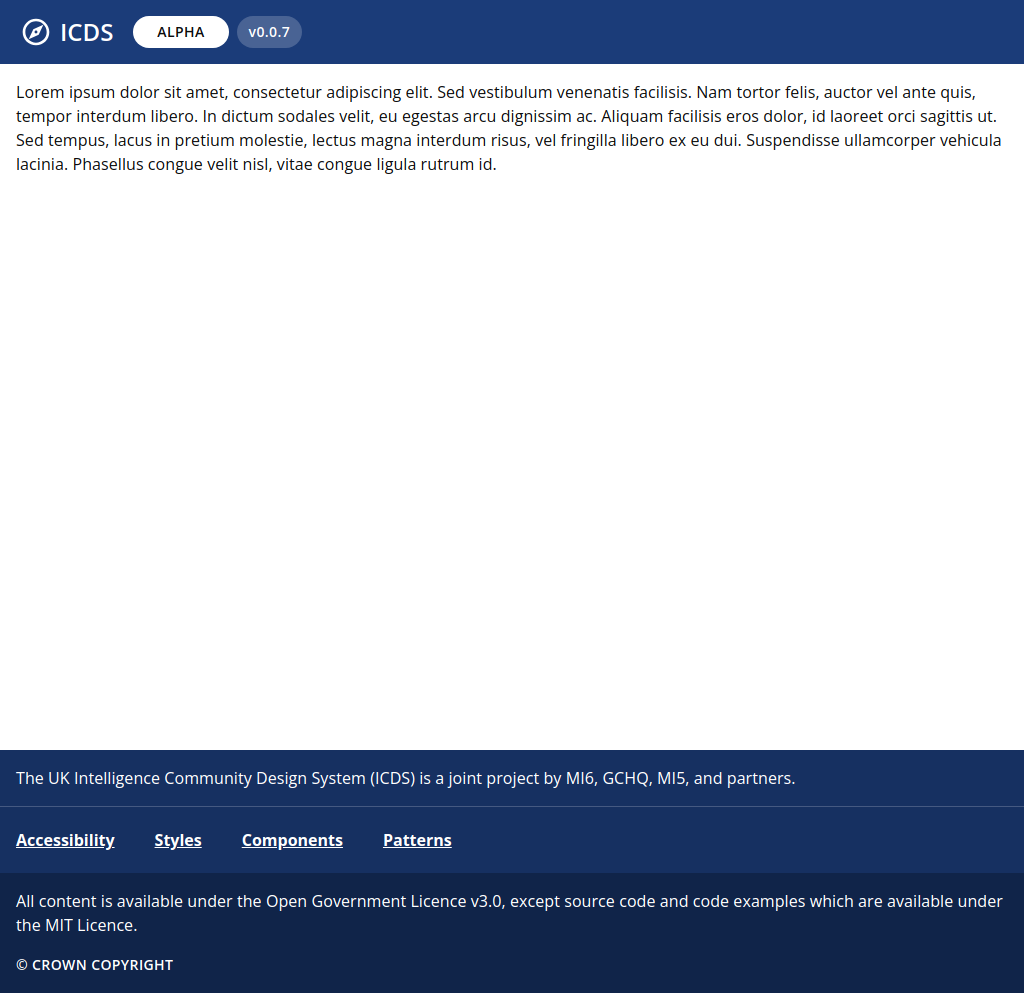 ICDS ALPHA v0.0.7
Lorem ipsum dolor sit amet, consectetur adipiscing elit. Sed vestibulum venenatis facilisis. Nam tortor felis, auctor vel ante quis,
tempor interdum libero. In dictum sodales velit, eu egestas arcu dignissim ac. Aliquam facilisis eros dolor, id laoreet orci sagittis ut.
Sed tempus, lacus in pretium molestie, lectus magna interdum risus, vel fringilla libero ex eu dui. Suspendisse ullamcorper vehicula
lacinia. Phasellus congue velit nisl, vitae congue ligula rutrum id.
The UK Intelligence Community Design System (ICDS) is a joint project by MI6, GCHQ, MI5, and partners.
Accessibility Styles Components Patterns
All content is available under the Open Government Licence v3.0, except source code and code examples which are available under
the MIT Licence.
© CROWN COPYRIGHT